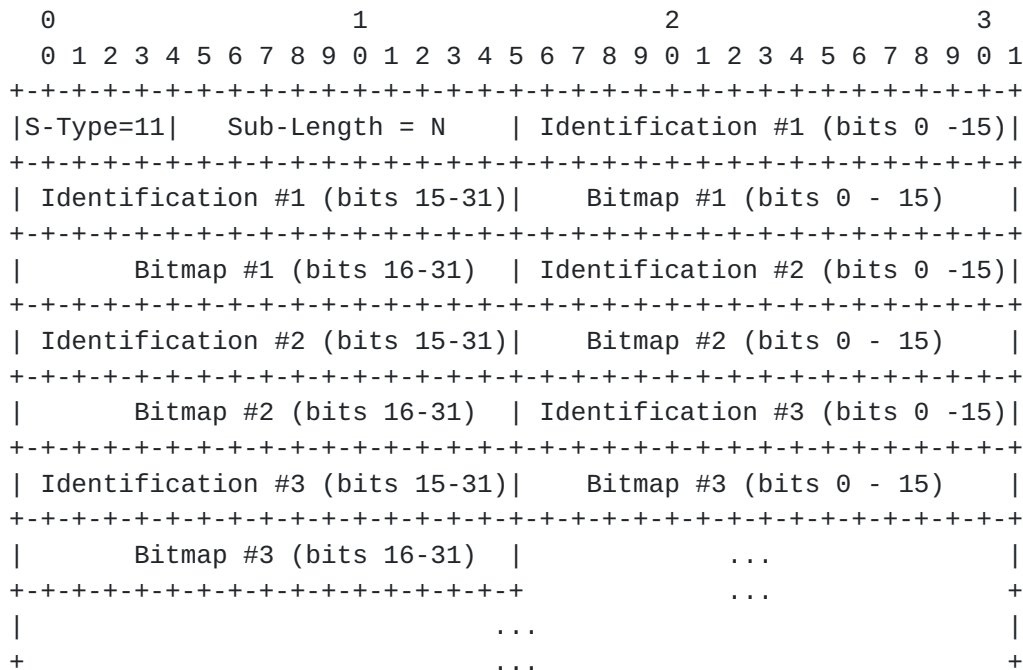 0                   1                   2                   3
   0 1 2 3 4 5 6 7 8 9 0 1 2 3 4 5 6 7 8 9 0 1 2 3 4 5 6 7 8 9 0 1
 +-+-+-+-+-+-+-+-+-+-+-+-+-+-+-+-+-+-+-+-+-+-+-+-+-+-+-+-+-+-+-+-+
 |S-Type=11|   Sub-Length = N    | Identification #1 (bits 0 -15)|
 +-+-+-+-+-+-+-+-+-+-+-+-+-+-+-+-+-+-+-+-+-+-+-+-+-+-+-+-+-+-+-+-+
 | Identification #1 (bits 15-31)|    Bitmap #1 (bits 0 - 15)    |
 +-+-+-+-+-+-+-+-+-+-+-+-+-+-+-+-+-+-+-+-+-+-+-+-+-+-+-+-+-+-+-+-+
 |       Bitmap #1 (bits 16-31)  | Identification #2 (bits 0 -15)|
 +-+-+-+-+-+-+-+-+-+-+-+-+-+-+-+-+-+-+-+-+-+-+-+-+-+-+-+-+-+-+-+-+
 | Identification #2 (bits 15-31)|    Bitmap #2 (bits 0 - 15)    |
 +-+-+-+-+-+-+-+-+-+-+-+-+-+-+-+-+-+-+-+-+-+-+-+-+-+-+-+-+-+-+-+-+
 |       Bitmap #2 (bits 16-31)  | Identification #3 (bits 0 -15)|
 +-+-+-+-+-+-+-+-+-+-+-+-+-+-+-+-+-+-+-+-+-+-+-+-+-+-+-+-+-+-+-+-+
 | Identification #3 (bits 15-31)|    Bitmap #3 (bits 0 - 15)    |
 +-+-+-+-+-+-+-+-+-+-+-+-+-+-+-+-+-+-+-+-+-+-+-+-+-+-+-+-+-+-+-+-+
 |       Bitmap #3 (bits 16-31)  |             ...               |
 +-+-+-+-+-+-+-+-+-+-+-+-+-+-+-+-+             ...               +
 |                              ...                              |
 +                              ...                              +